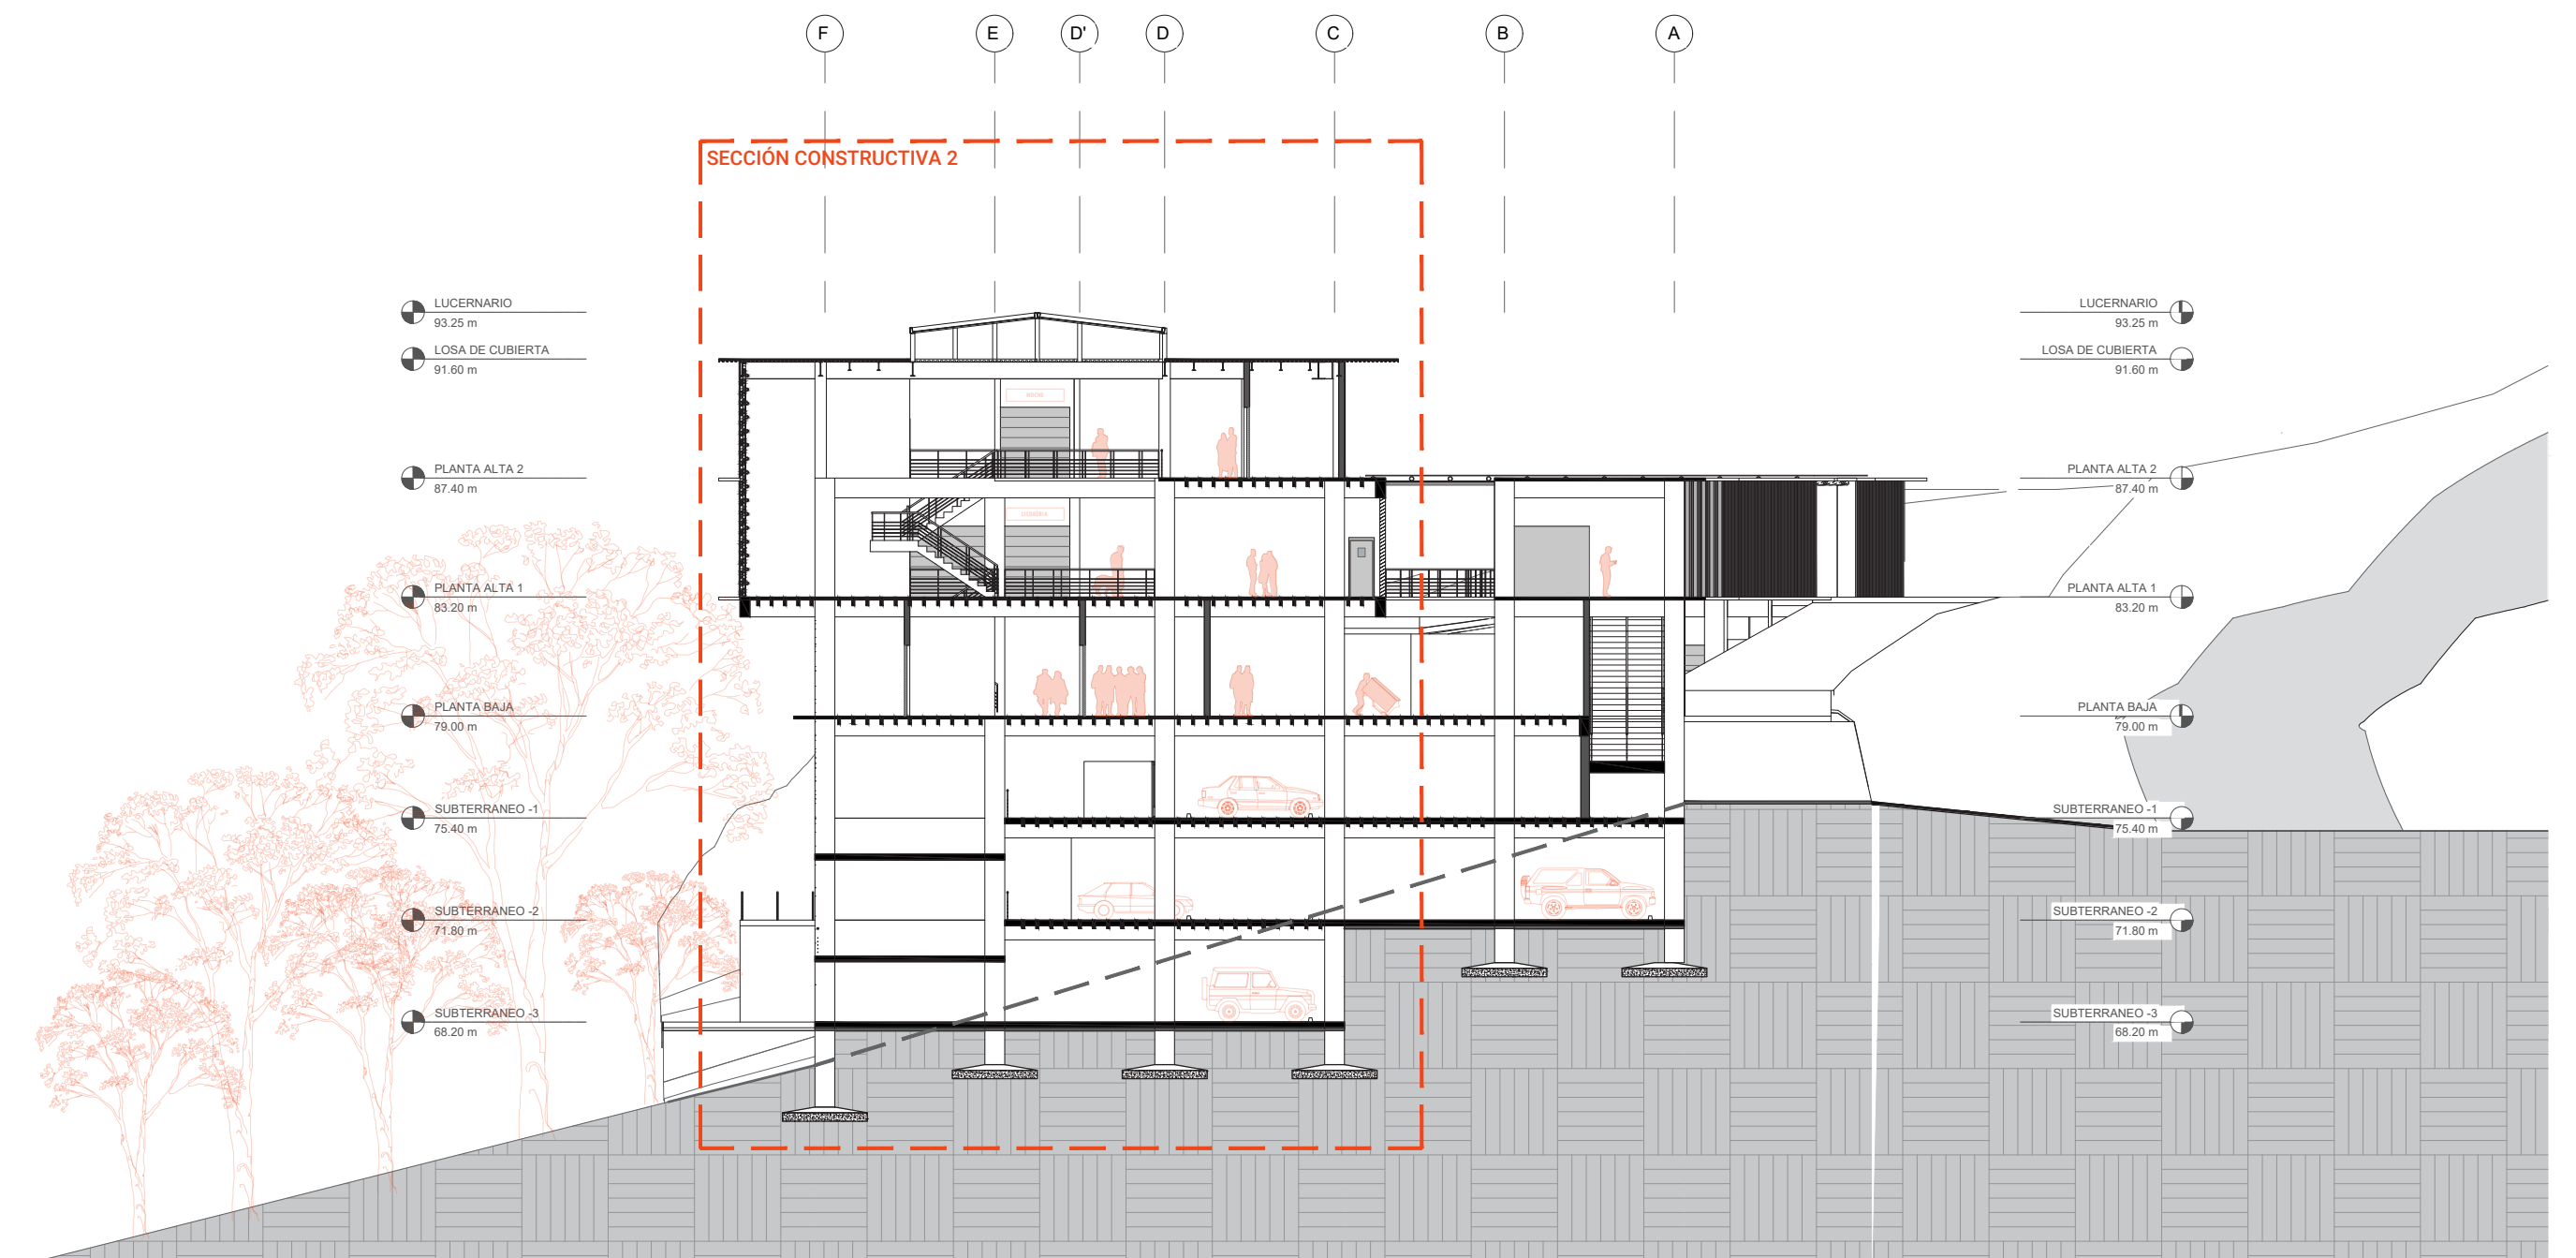 F E D' D C B A
SECCIÓN CONSTRUCTIVA 2
LUCERNARIO
93.25 m
LOSA DE CUBIERTA
91.60 m
PLANTA ALTA 2
87.40 m
PLANTA ALTA 1
83.20 m
PLANTA BAJA
79.00 m
SUBTERRANEO -1
75.40 m
SUBTERRANEO -2
71.80 m
SUBTERRANEO -3
68.20 m
LUCERNARIO
93.25 m
LOSA DE CUBIERTA
91.60 m
PLANTA ALTA 2
87.40 m
PLANTA ALTA 1
83.20 m
PLANTA BAJA
79.00 m
SUBTERRANEO -1
75.40 m
SUBTERRANEO -2
71.80 m
SUBTERRANEO -3
68.20 m